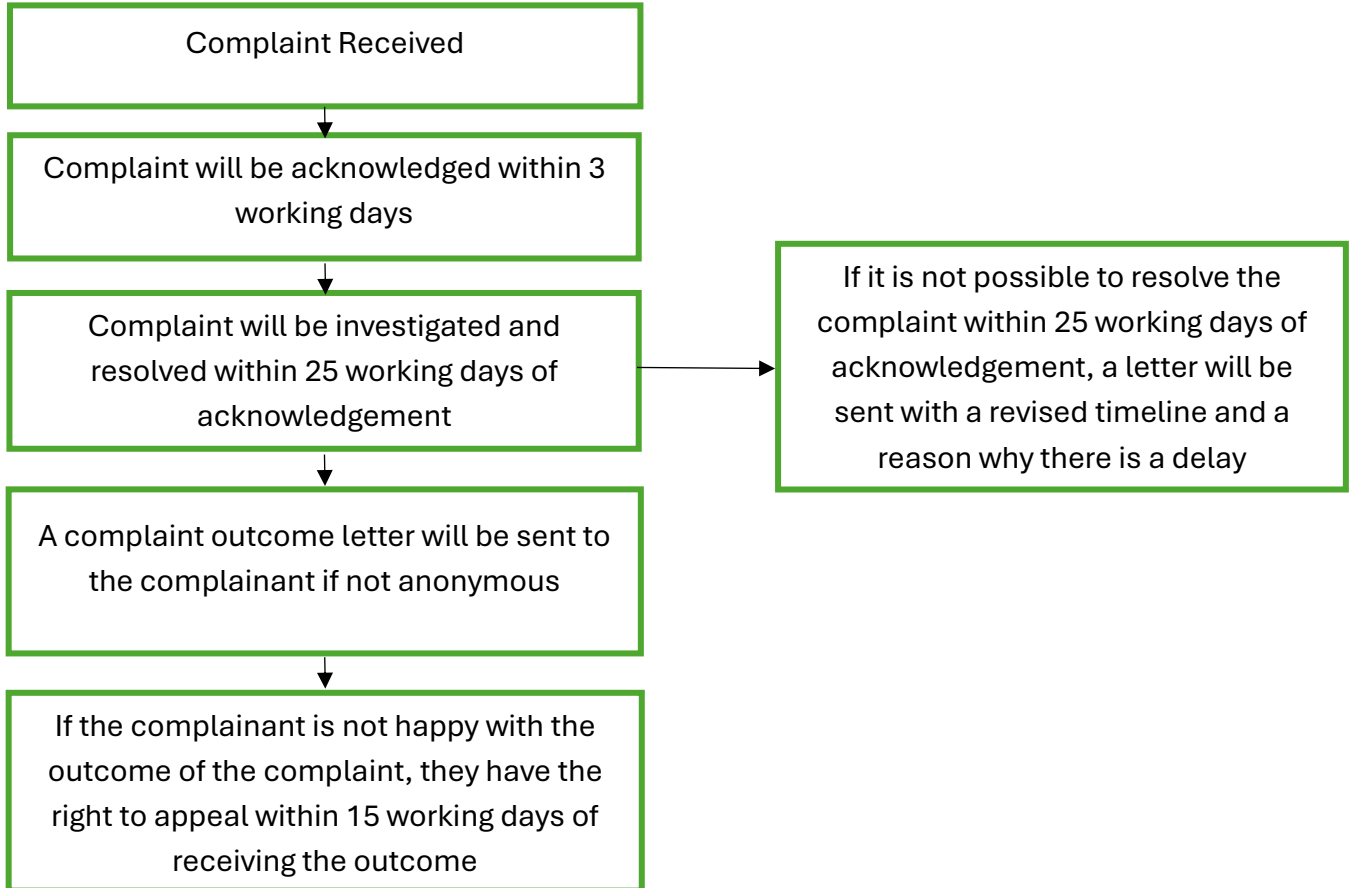 Complaint Received
Complaint will be acknowledged within 3
working days
Complaint will be investigated and
resolved within 25 working days of
acknowledgement
If it is not possible to resolve the
complaint within 25 working days of
acknowledgement, a letter will be
sent with a revised timeline and a
reason why there is a delay
A complaint outcome letter will be sent to
the complainant if not anonymous
If the complainant is not happy with the
outcome of the complaint, they have the
right to appeal within 15 working days of
receiving the outcome